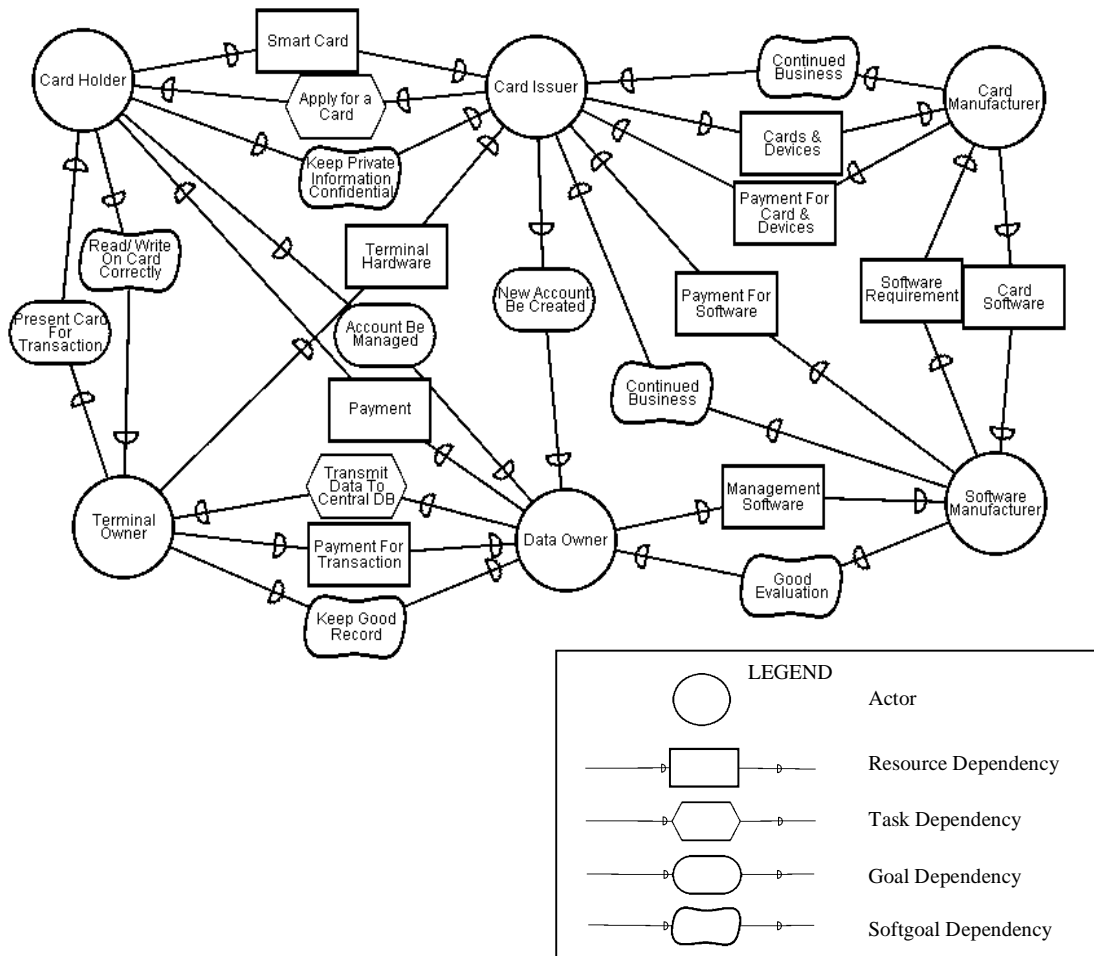 Smart Card
Card Holder
Apply for a
Card
Keep Private
Information
Confidential
Card Issuer
Continued
Business
Card
Manufacturer
Cards &
Devices
Payment For
Card &
Devices
Read/ Write
On Card
Correctly
Terminal
Hardware
New Account
Be Created
Payment For
Software
Software
Requirement
Card
Software
Present Card
For
Transaction
Account Be
Managed
Payment
Continued
Business
Transmit
Data To
Central DB
Management
Software
Software
Manufacturer
Terminal
Owner
Payment For
Transaction
Data Owner
Good
Evaluation
Keep Good
Record
LEGEND
Actor
Resource Dependency
Task Dependency
Goal Dependency
Softgoal Dependency